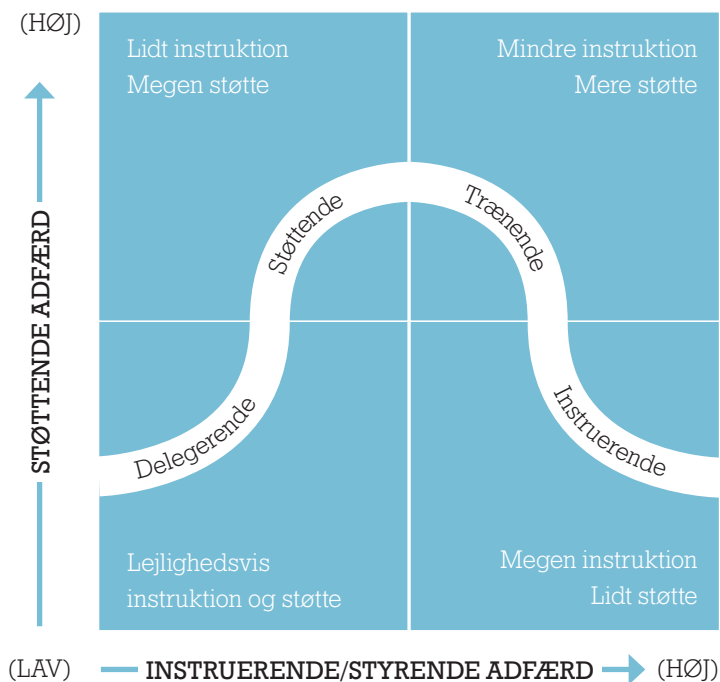 (HØJ)
Lidt instruktion
Megen støtte
Mindre instruktion
Mere støtte
STØTTENDE ADFÆRD
Støttende
Trænende
Delegerende
Instruerende
Lejlighedsvis
instruktion og støtte
Megen instruktion
Lidt støtte
(LAV)
INSTRUERENDE/STYRENDE ADFÆRD
(HØJ)